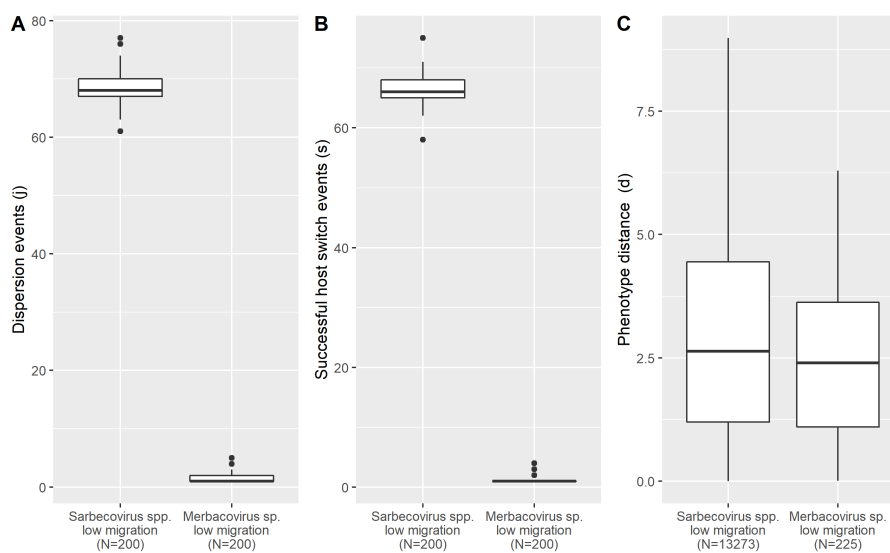 A
Dispersion events (j)
80
60
40
20
0
Sarbecovirus spp.
low migration
(N=200)
Merbacovirus sp.
low migration
(N=200)
B
Successful host switch events (s)
60
40
20
0
Sarbecovirus spp.
low migration
(N=200)
Merbacovirus sp.
low migration
(N=200)
C
Phenotype distance (d)
7.5
5.0
2.5
0.0
Sarbecovirus spp.
low migration
(N=13273)
Merbacovirus sp.
low migration
(N=225)